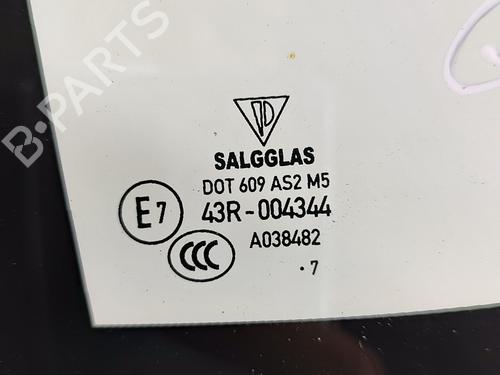 B-PARTS
SALGGLAS
DOT 609 AS2 M5
E7 43R-004344
CCC A038482
.7